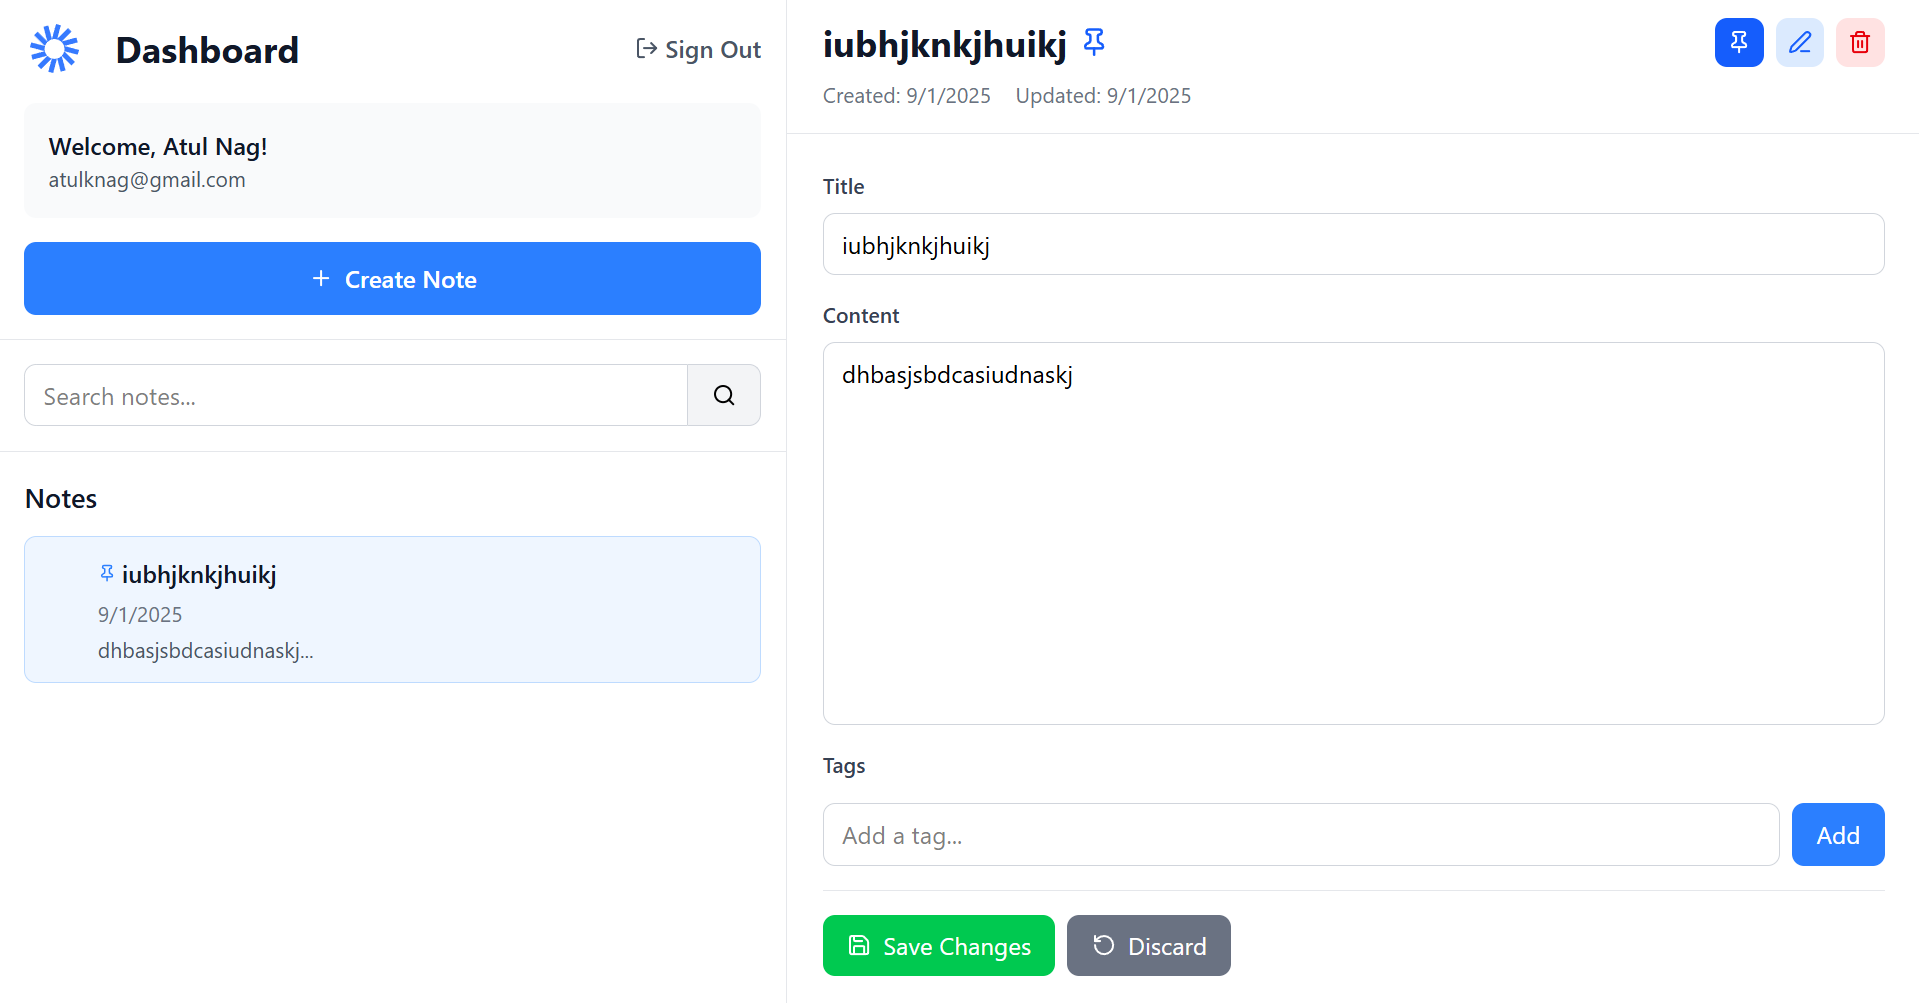 Dashboard
Sign Out
Welcome, Atul Nag!
atulknag@gmail.com
Create Note
Search notes...
Notes
iubhjknkjhuikj
9/1/2025
dhbasjsbdcasiudnaskj...
iubhjknkjhuikj
Created: 9/1/2025 Updated: 9/1/2025
Title
iubhjknkjhuikj
Content
dhbasjsbdcasiudnaskj
Tags
Add a tag...
Add
Save Changes
Discard